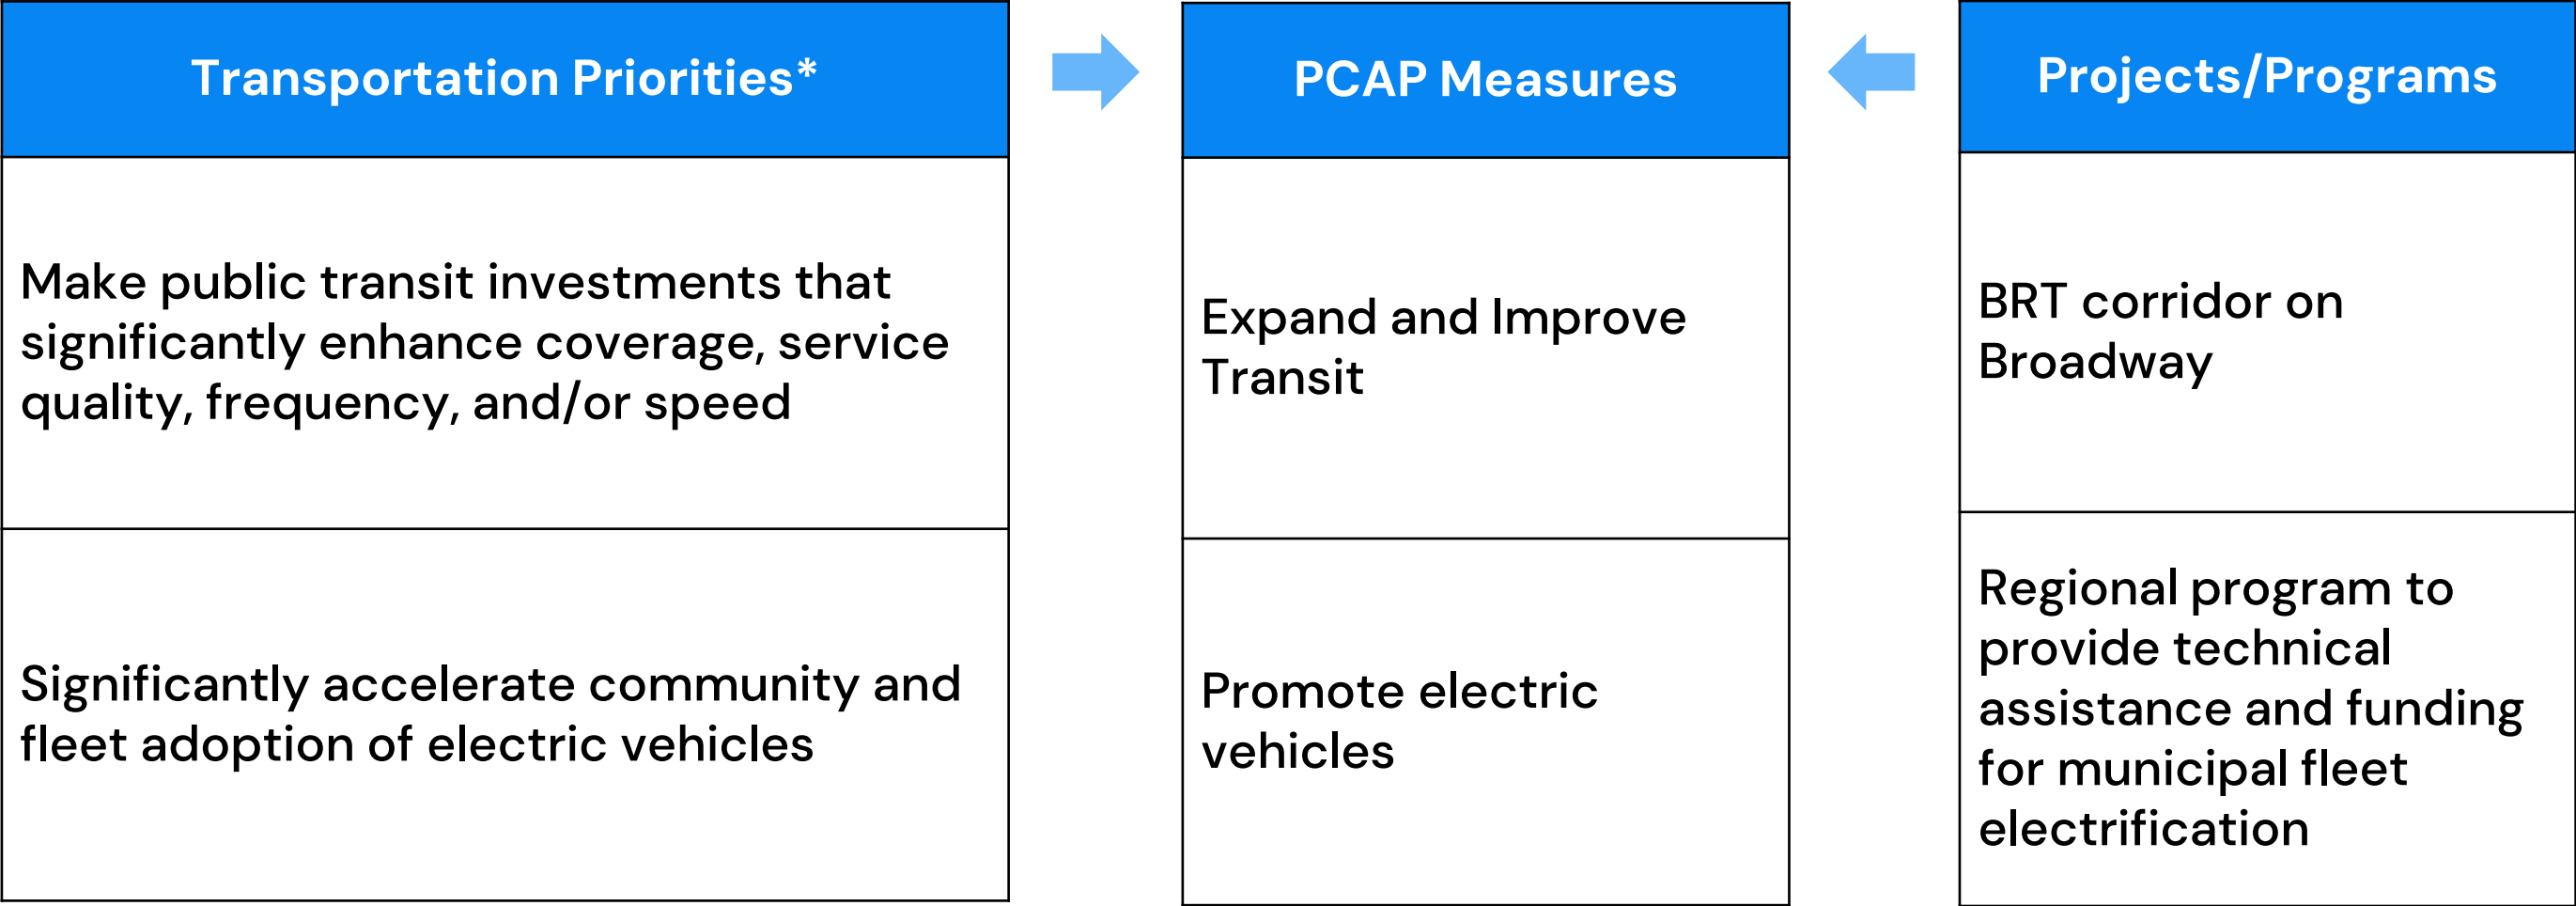 Transportation Priorities*
Make public transit investments that
significantly enhance coverage, service
quality, frequency, and/or speed
Significantly accelerate community and
fleet adoption of electric vehicles
PCAP Measures
Expand and Improve
Transit
Promote electric
vehicles
Projects/Programs
BRT corridor on
Broadway
Regional program to
provide technical
assistance and funding
for municipal fleet
electrification